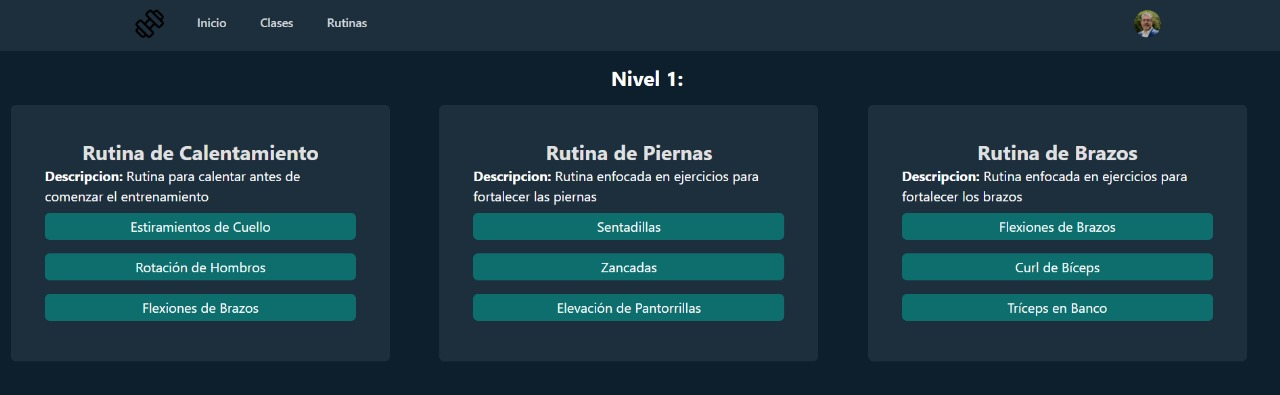 Inicio Clases Rutinas
Nivel 1:
Rutina de Calentamiento
Descripcion: Rutina para calentar antes de
comenzar el entrenamiento
Estiramientos de Cuello
Rotación de Hombros
Flexiones de Brazos
Rutina de Piernas
Descripcion: Rutina enfocada en ejercicios para
fortalecer las piernas
Sentadillas
Zancadas
Elevación de Pantorrillas
Rutina de Brazos
Descripcion: Rutina enfocada en ejercicios para
fortalecer los brazos
Flexiones de Brazos
Curl de Bíceps
Tríceps en Banco